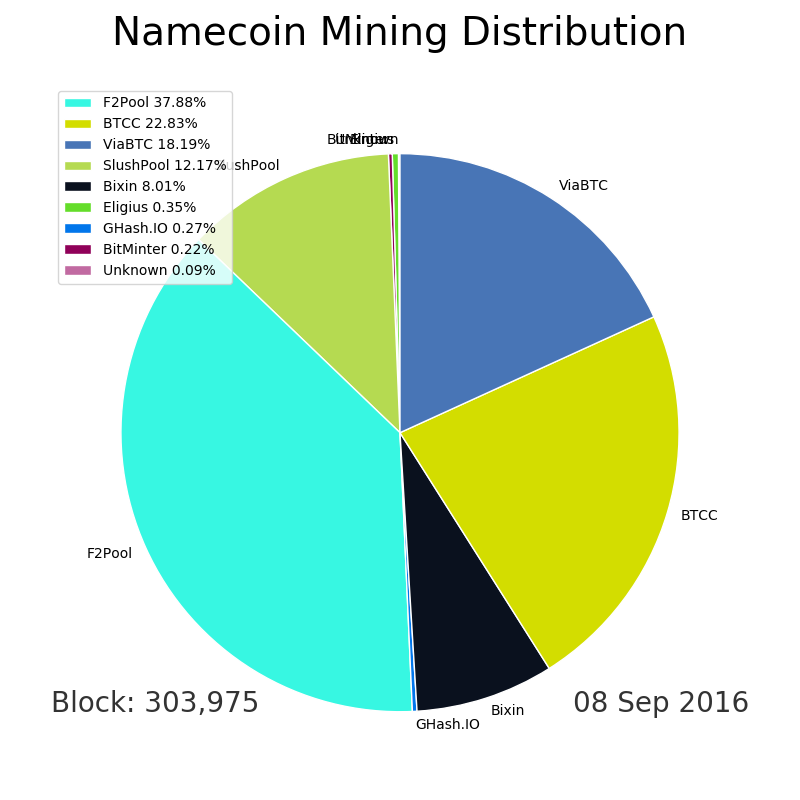 Namecoin Mining Distribution
F2Pool 37.88%
BTCC 22.83%
ViaBTC 18.19%
SlushPool 12.17%
Bixin 8.01%
Eligius 0.35%
GHash.IO 0.27%
BitMinter 0.22%
Unknown 0.09%
ViaBTC
BTCC
F2Pool
Bixin
GHash.IO
Block: 303,975
08 Sep 2016